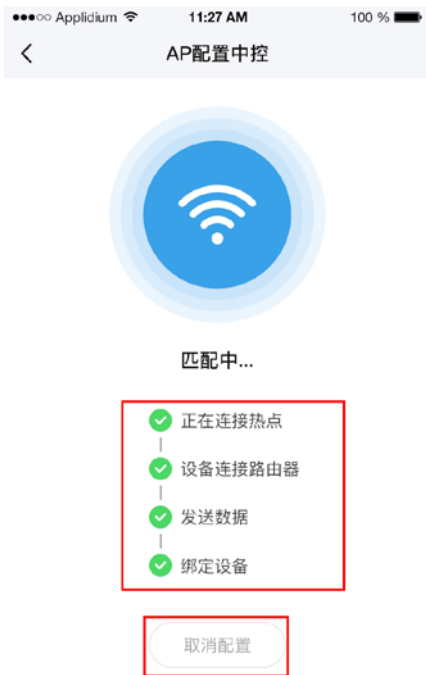 Applidium 11:27 AM 100 %
AP配置中控
匹配中...
正在连接热点
设备连接路由器
发送数据
绑定设备
取消配置